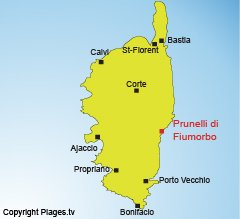 Bastia
St-Florent
Calvi
Corte
Prunelli di
Fiumorbo
Ajaccio
Propriano
Porto Vecchio
Bonifacio
Copyright Plages.tv